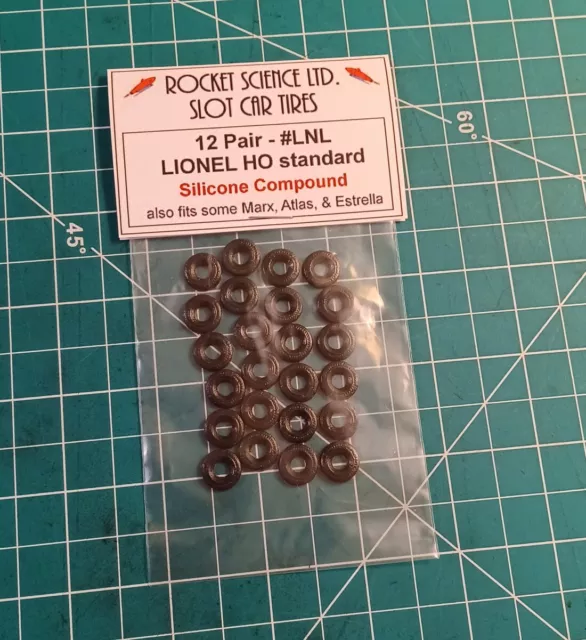 ROCKET SCIENCE LTD.
SLOT CAR TIRES
12 Pair - #LNL
LIONEL HO standard
Silicone Compound
also fits some Marx, Atlas, & Estrella
60°
45°